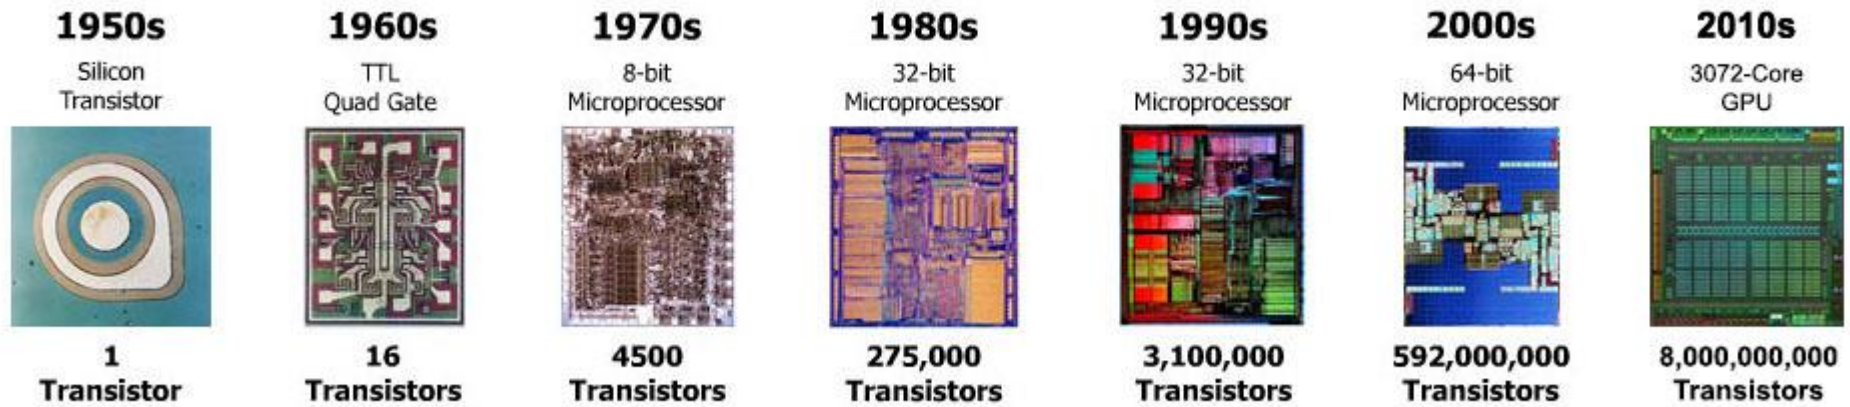 1950s
Silicon
Transistor
1
Transistor
1960s
TTL
Quad Gate
16
Transistors
1970s
8-bit
Microprocessor
4500
Transistors
1980s
32-bit
Microprocessor
275,000
Transistors
1990s
32-bit
Microprocessor
3,100,000
Transistors
2000s
64-bit
Microprocessor
592,000,000
Transistors
2010s
3072-Core
GPU
8,000,000,000
Transistors